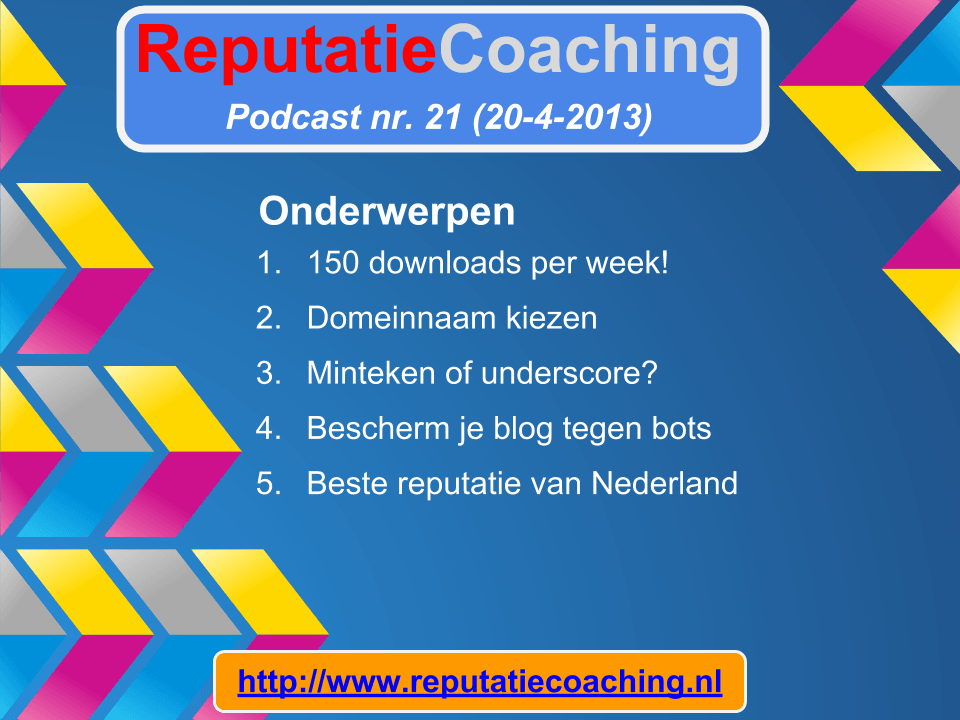 ReputatieCoaching
Podcast nr. 21 (20-4-2013)
Onderwerpen
1. 150 downloads per week!
2. Domeinnaam kiezen
3. Minteken of underscore?
4. Bescherm je blog tegen bots
5. Beste reputatie van Nederland
http://www.reputatiecoaching.nl